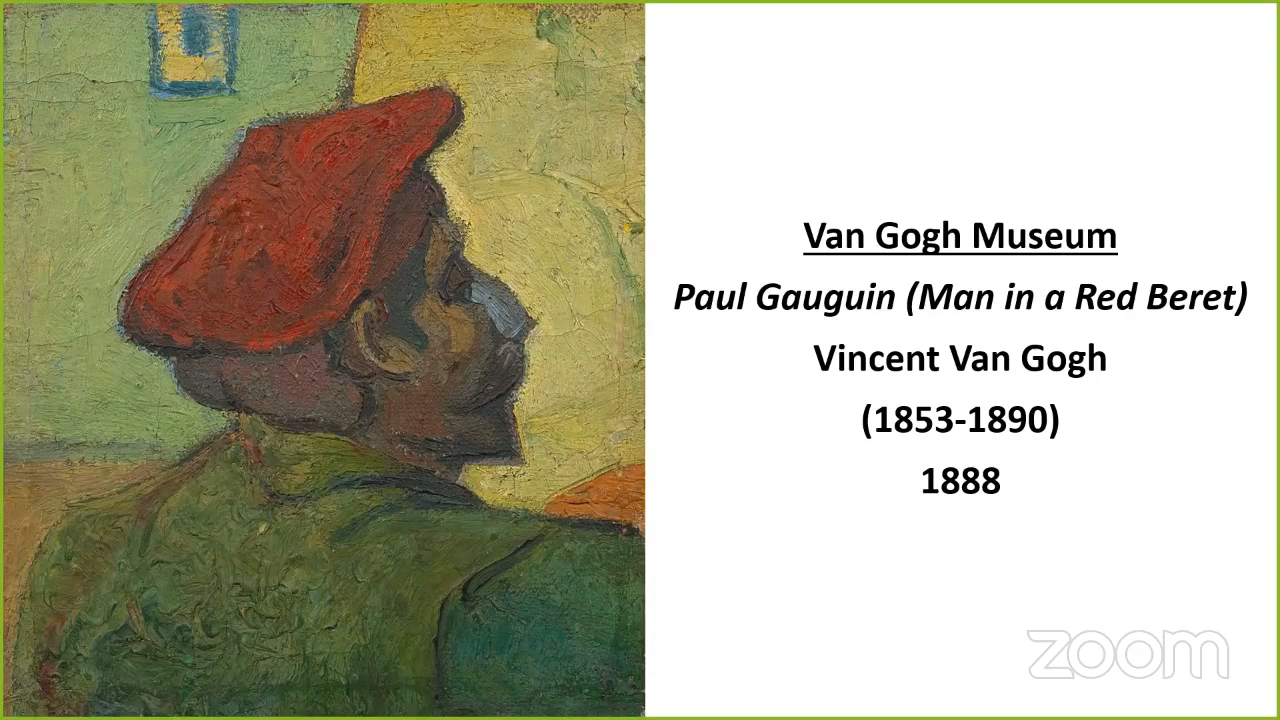 Van Gogh Museum
Paul Gauguin (Man in a Red Beret)
Vincent Van Gogh
(1853-1890)
1888
zoom